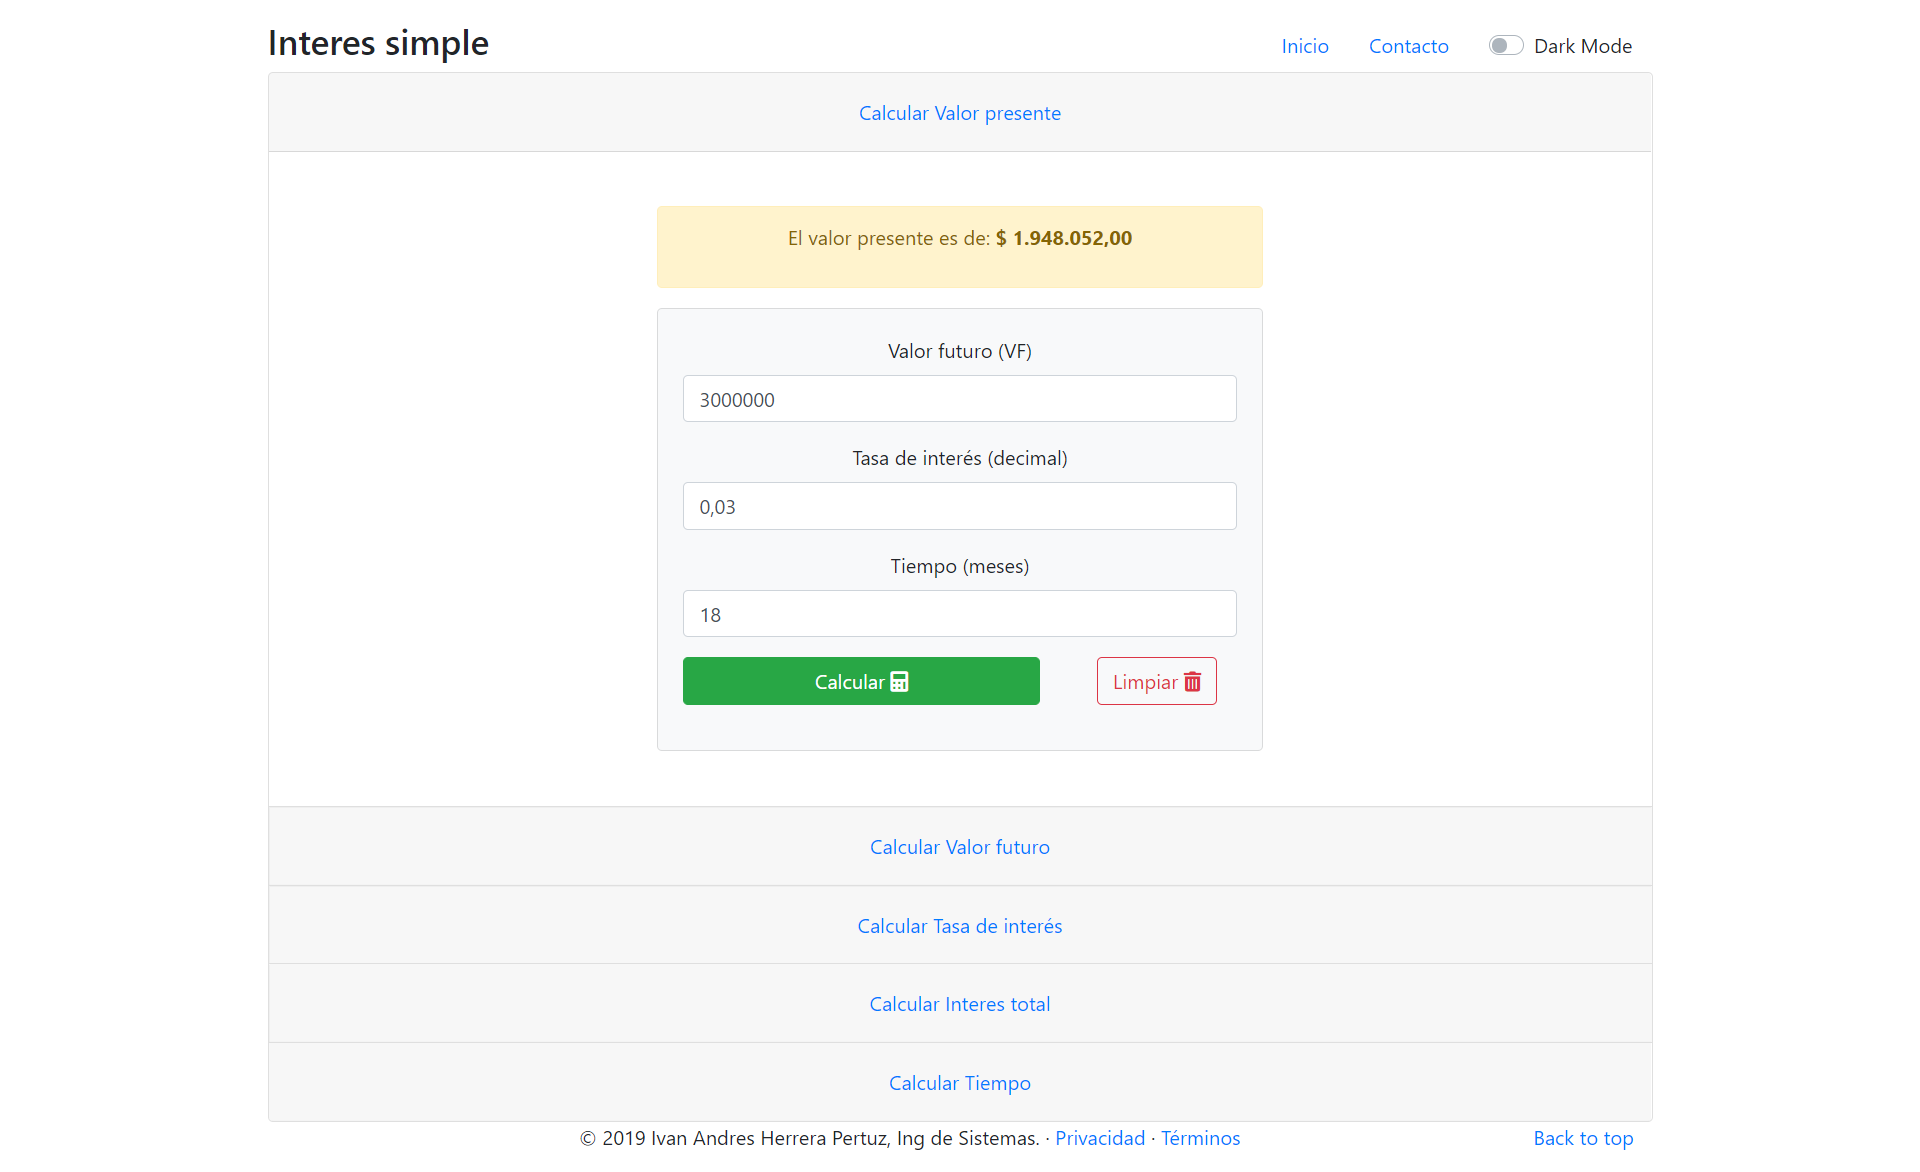 Interes simple
Inicio Contacto Dark Mode
Calcular Valor presente
El valor presente es de: $ 1.948.052,00
Valor futuro (VF)
3000000
Tasa de interés (decimal)
0,03
Tiempo (meses)
18
Calcular Limpiar
Calcular Valor futuro
Calcular Tasa de interés
Calcular Interes total
Calcular Tiempo
© 2019 Ivan Andres Herrera Pertuz, Ing de Sistemas. · Privacidad · Términos Back to top